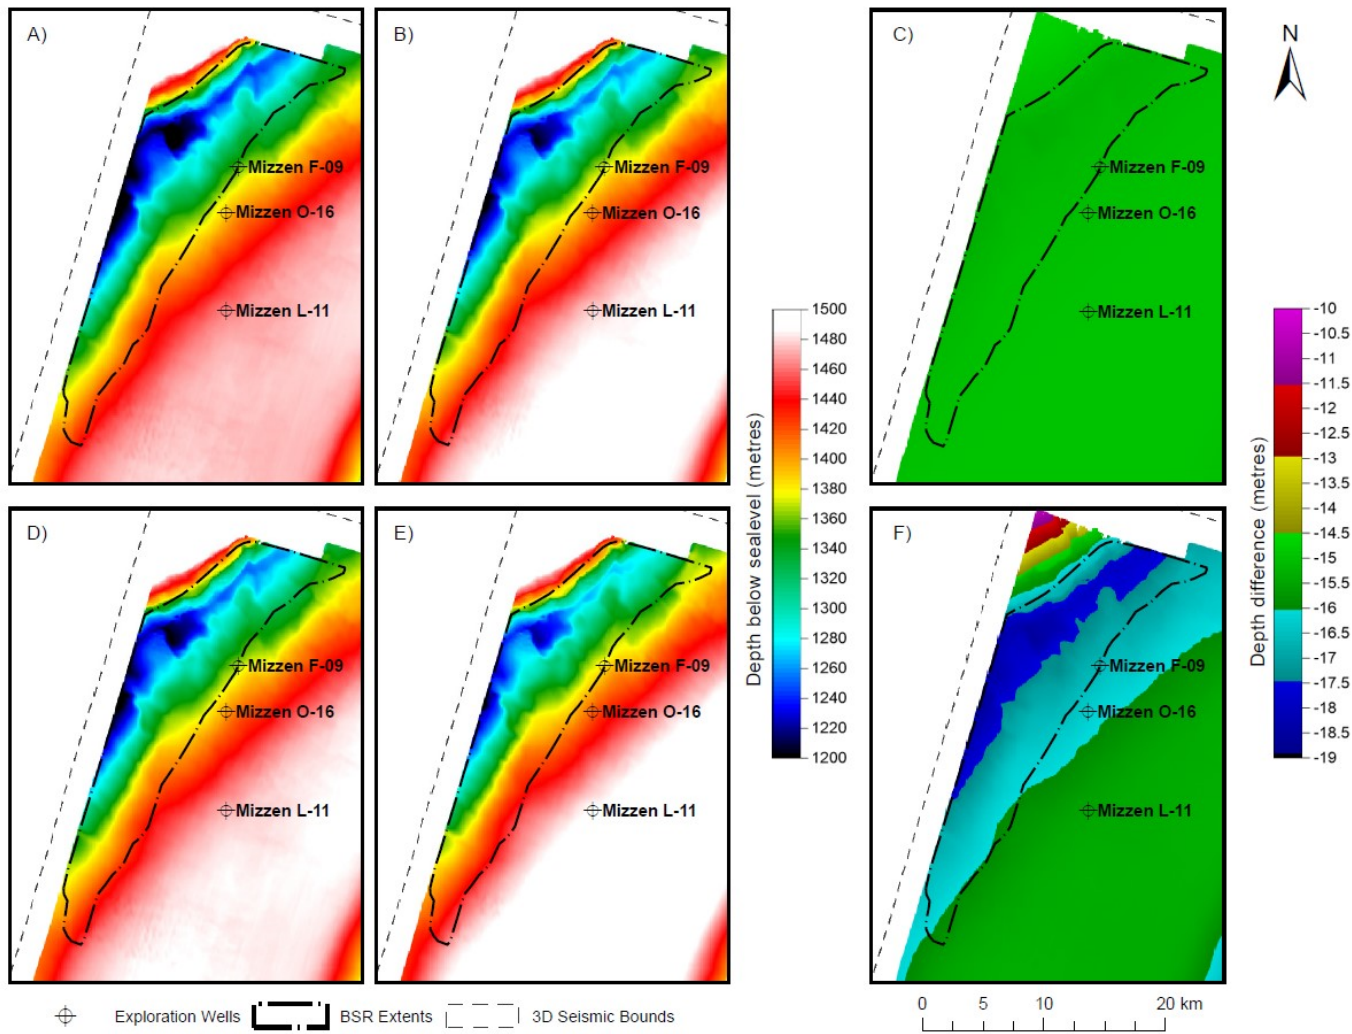 A)
B)
C)
N
Mizzen F-09
Mizzen F-09
Mizzen F-09
Mizzen O-16
Mizzen O-16
Mizzen O-16
Mizzen L-11
Mizzen L-11
Mizzen L-11
Depth below sealevel (metres)
1500
1480
1460
1440
1420
1400
1380
1360
1340
1320
1300
1280
1260
1240
1220
1200
Depth difference (metres)
-10
-10.5
-11
-11.5
-12
-12.5
-13
-13.5
-14
-14.5
-15
-15.5
-16
-16.5
-17
-17.5
-18
-18.5
-19
D)
E)
F)
Mizzen F-09
Mizzen F-09
Mizzen F-09
Mizzen O-16
Mizzen O-16
Mizzen O-16
Mizzen L-11
Mizzen L-11
Mizzen L-11
Exploration Wells
BSR Extents
3D Seismic Bounds
0 5 10 20 km